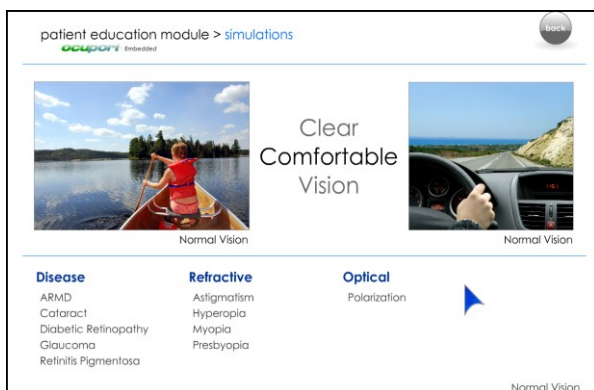 patient education module > simulations
back
ocuport Embedded
Clear
Comfortable
Vision
Normal Vision
Normal Vision
Disease
ARMD
Cataract
Diabetic Retinopathy
Glaucoma
Retinitis Pigmentosa
Refractive
Astigmatism
Hyperopia
Myopia
Presbyopia
Optical
Polarization
Normal Vision